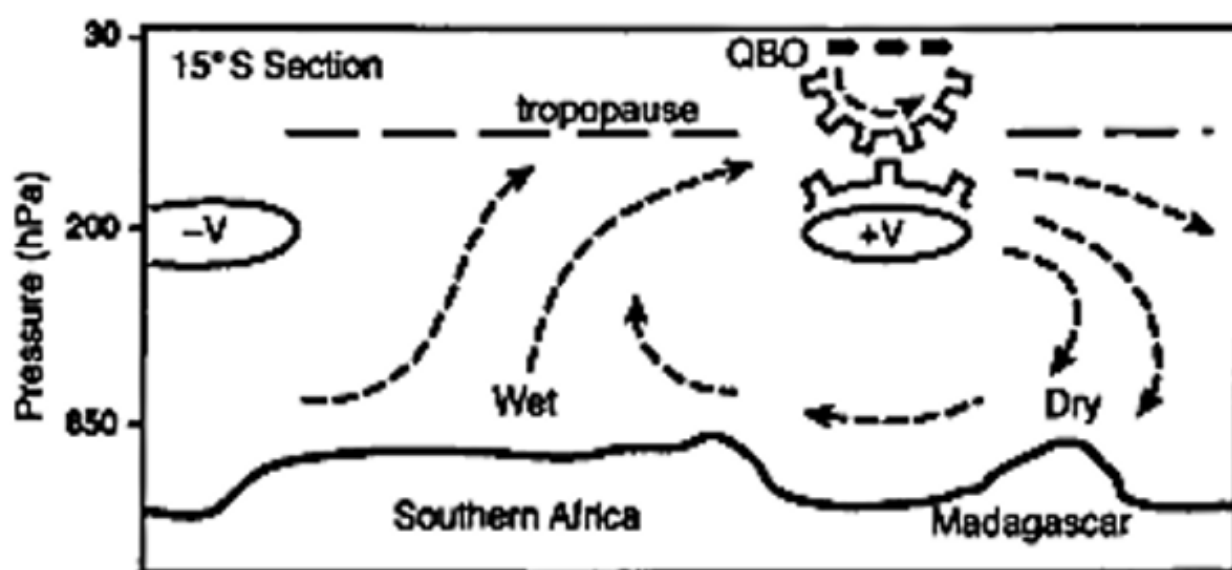 30
15°S Section
QBO
tropopause
Pressure (hPa)
200
–V
+V
850
Wet
Dry
Southern Africa
Madagascar